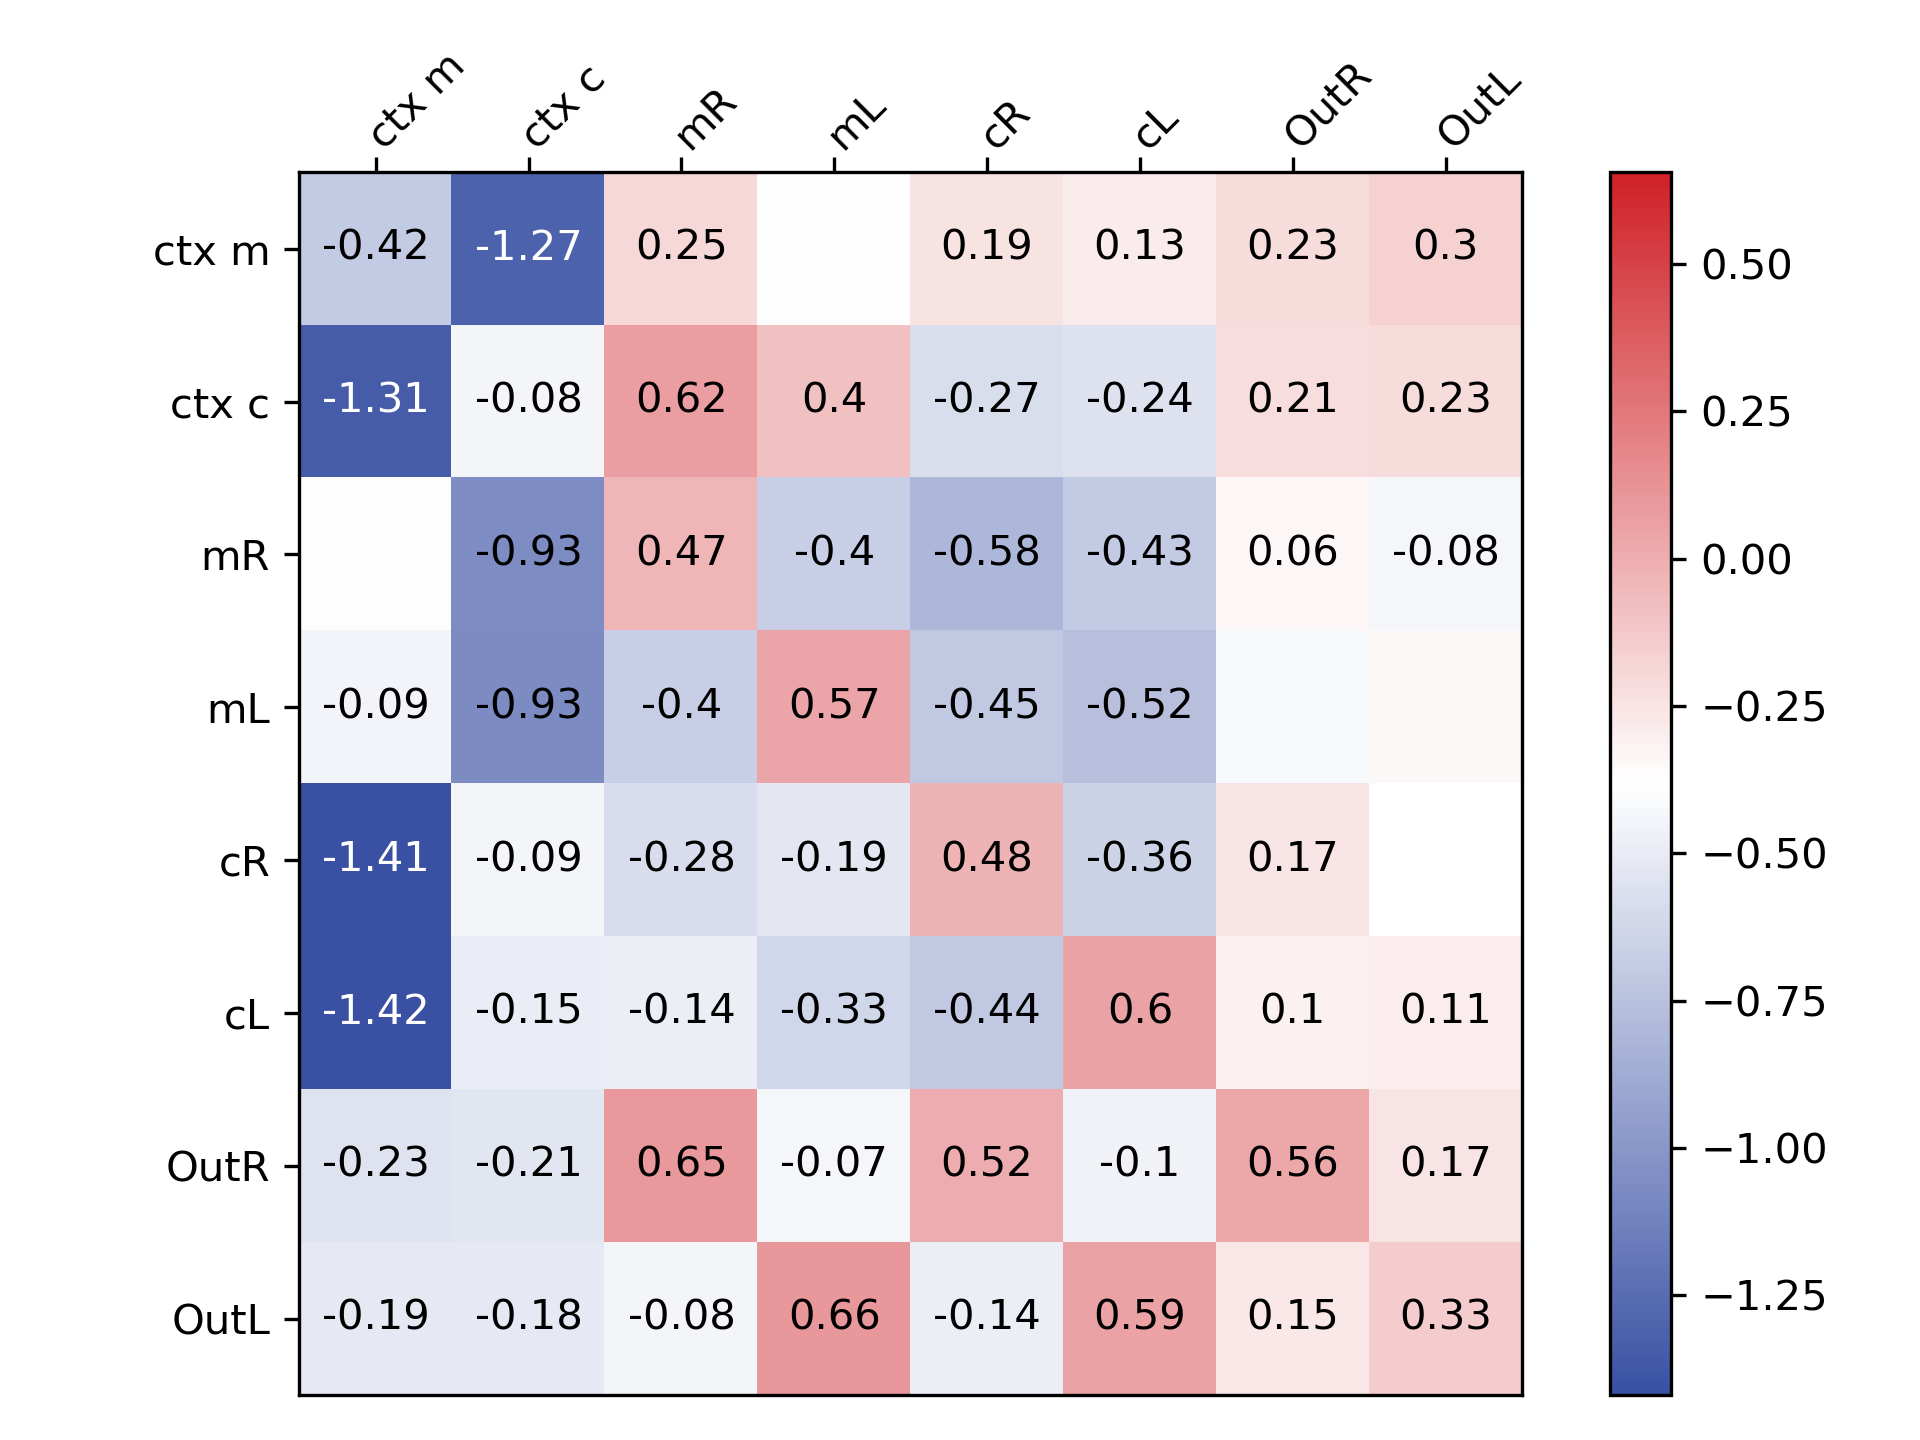 ctx m ctx c mR mL cR cL OutR OutL
ctx m -0.42 -1.27 0.25 0.19 0.13 0.23 0.3
ctx c -1.31 -0.08 0.62 0.4 -0.27 -0.24 0.21 0.23
mR -0.93 0.47 -0.4 -0.58 -0.43 0.06 -0.08
mL -0.09 -0.93 -0.4 0.57 -0.45 -0.52
cR -1.41 -0.09 -0.28 -0.19 0.48 -0.36 0.17
cL -1.42 -0.15 -0.14 -0.33 -0.44 0.6 0.1 0.11
OutR -0.23 -0.21 0.65 -0.07 0.52 -0.1 0.56 0.17
OutL -0.19 -0.18 -0.08 0.66 -0.14 0.59 0.15 0.33
0.50
0.25
0.00
−0.25
−0.50
−0.75
−1.00
−1.25